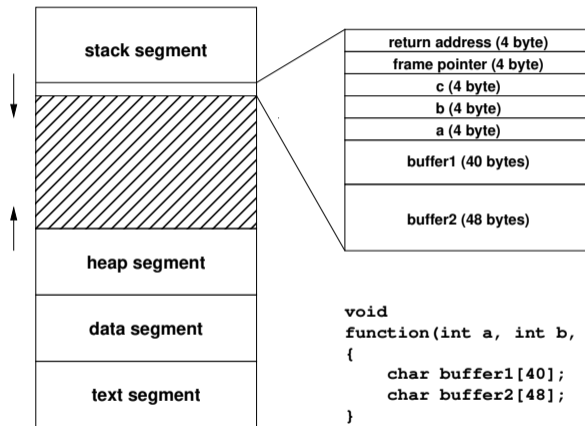 stack segment
heap segment
data segment
text segment
return address (4 byte)
frame pointer (4 byte)
c (4 byte)
b (4 byte)
a (4 byte)
buffer1 (40 bytes)
buffer2 (48 bytes)
void
function(int a, int b,
{
char buffer1[40];
char buffer2[48];
}